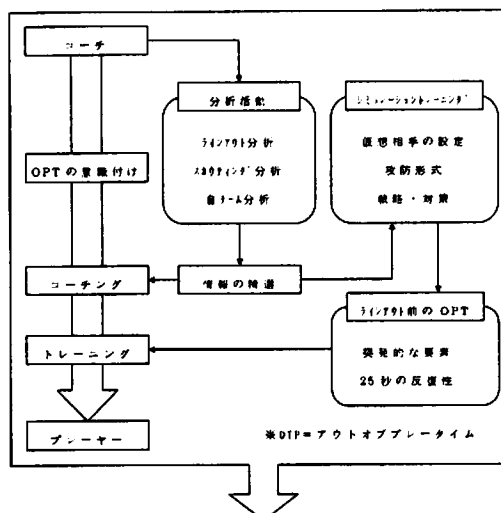 コーチ
分析活動
ラインアウト分析
スカウティング分析
自チーム分析
シミュレーショントレーニング
仮想相手の設定
攻防形式
戦略・対策
OPTの意識付け
コーチング
情報の精選
ラインアウト前のOPT
突発的な要素
25秒の反復性
トレーニング
プレーヤー
※OTP=アウトオブプレータイム